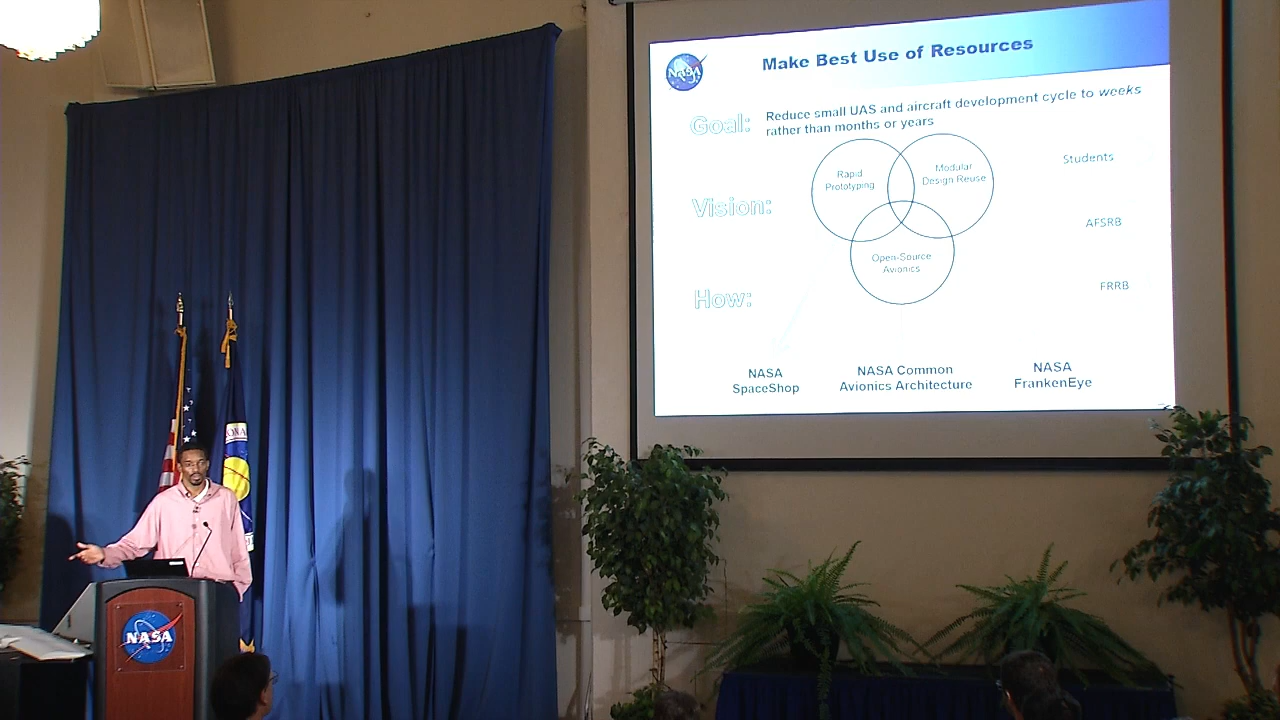 Make Best Use of Resources
NASA
Goal:
Reduce small UAS and aircraft development cycle to weeks
rather than months or years
Rapid
Prototyping
Modular
Design Reuse
Students
Vision:
AFSRB
Open-Source
Avionics
How:
FRRB
NASA
SpaceShop
NASA Common
Avionics Architecture
NASA
FrankenEye
NASA